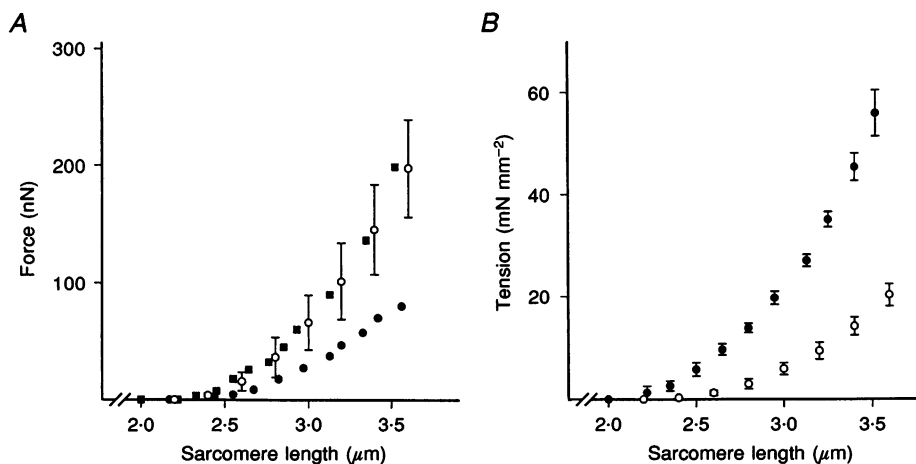 A
B
300
200
100
Force (nN)
2·0
2·5
3·0
3·5
Sarcomere length (μm)
60
40
20
Tension (mN mm⁻²)
2·0
2·5
3·0
3·5
Sarcomere length (μm)